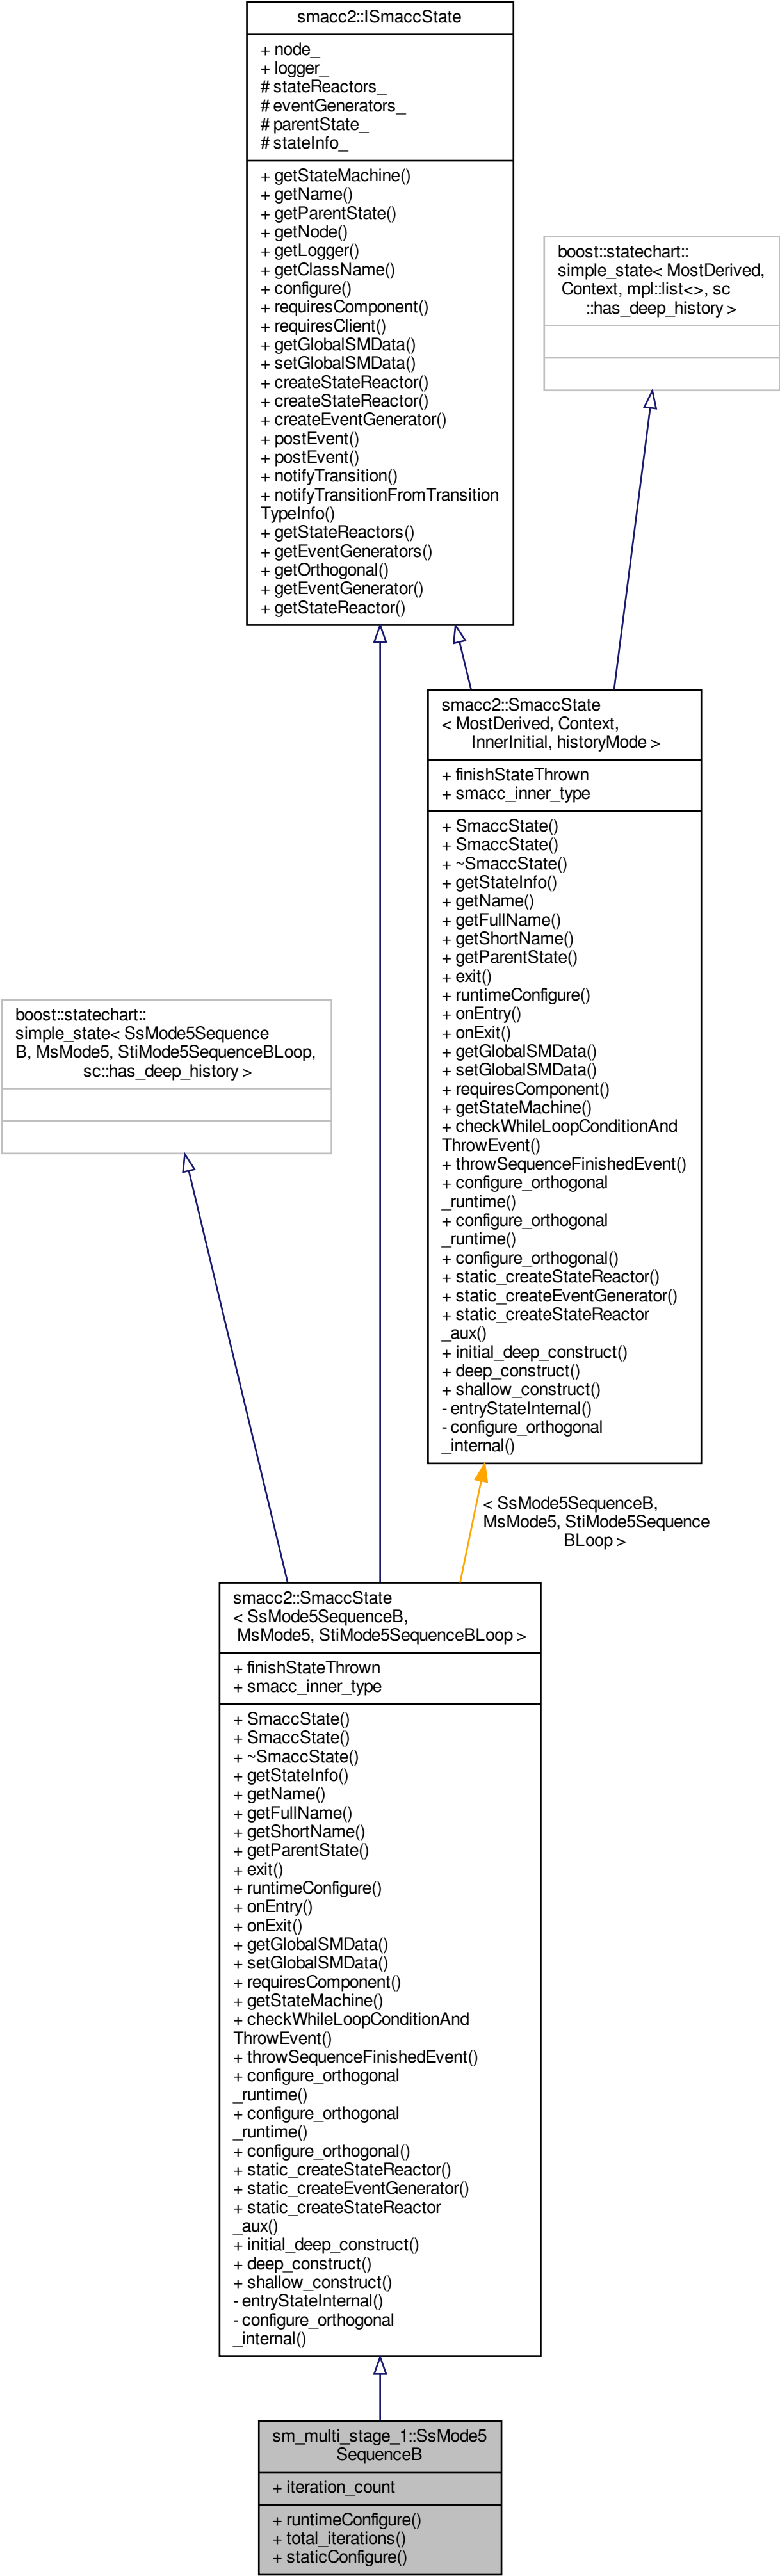 smacc2::ISmaccState
+ node_
+ logger_
# stateReactors_
# eventGenerators_
# parentState_
# stateInfo_
+ getStateMachine()
+ getName()
+ getParentState()
+ getNode()
+ getLogger()
+ getClassName()
+ configure()
+ requiresComponent()
+ requiresClient()
+ getGlobalSMData()
+ setGlobalSMData()
+ createStateReactor()
+ createStateReactor()
+ createEventGenerator()
+ postEvent()
+ postEvent()
+ notifyTransition()
+ notifyTransitionFromTransition
TypeInfo()
+ getStateReactors()
+ getEventGenerators()
+ getOrthogonal()
+ getEventGenerator()
+ getStateReactor()
boost::statechart::
simple_state< MostDerived,
Context, mpl::list<>, sc
::has_deep_history >
smacc2::SmaccState
< MostDerived, Context,
InnerInitial, historyMode >
+ finishStateThrown
+ smacc_inner_type
+ SmaccState()
+ SmaccState()
+ ~SmaccState()
+ getStateInfo()
+ getName()
+ getFullName()
+ getShortName()
+ getParentState()
+ exit()
+ runtimeConfigure()
+ onEntry()
+ onExit()
+ getGlobalSMData()
+ setGlobalSMData()
+ requiresComponent()
+ getStateMachine()
+ checkWhileLoopConditionAnd
ThrowEvent()
+ throwSequenceFinishedEvent()
+ configure_orthogonal
_runtime()
+ configure_orthogonal
_runtime()
+ configure_orthogonal()
+ static_createStateReactor()
+ static_createEventGenerator()
+ static_createStateReactor
_aux()
+ initial_deep_construct()
+ deep_construct()
+ shallow_construct()
- entryStateInternal()
- configure_orthogonal
_internal()
boost::statechart::
simple_state< SsMode5Sequence
B, MsMode5, StiMode5SequenceBLoop,
sc::has_deep_history >
< SsMode5SequenceB,
MsMode5, StiMode5Sequence
BLoop >
smacc2::SmaccState
< SsMode5SequenceB,
MsMode5, StiMode5SequenceBLoop >
+ finishStateThrown
+ smacc_inner_type
+ SmaccState()
+ SmaccState()
+ ~SmaccState()
+ getStateInfo()
+ getName()
+ getFullName()
+ getShortName()
+ getParentState()
+ exit()
+ runtimeConfigure()
+ onEntry()
+ onExit()
+ getGlobalSMData()
+ setGlobalSMData()
+ requiresComponent()
+ getStateMachine()
+ checkWhileLoopConditionAnd
ThrowEvent()
+ throwSequenceFinishedEvent()
+ configure_orthogonal
_runtime()
+ configure_orthogonal
_runtime()
+ configure_orthogonal()
+ static_createStateReactor()
+ static_createEventGenerator()
+ static_createStateReactor
_aux()
+ initial_deep_construct()
+ deep_construct()
+ shallow_construct()
- entryStateInternal()
- configure_orthogonal
_internal()
sm_multi_stage_1::SsMode5
SequenceB
+ iteration_count
+ runtimeConfigure()
+ total_iterations()
+ staticConfigure()